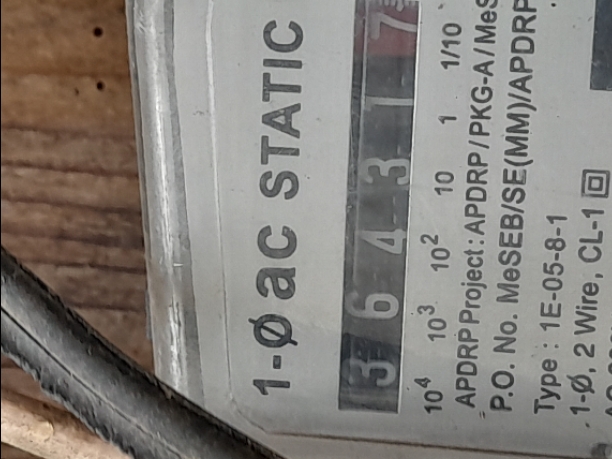 1-Ø ac STATIC
3 6 4 3 1 7
10⁴ 10³ 10² 10 1 1/10
APDRP Project: APDRP / PKG-A / MeS
P.O. No. MeSEB/SE(MM)/APDRP
Type : 1E-05-8-1
1-Ø, 2 Wire, CL-1